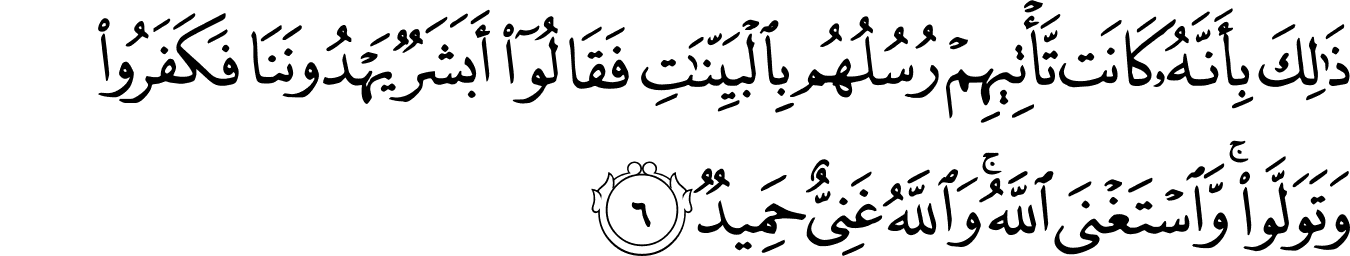 ذَٰلِكَ بِأَنَّهُۥ كَانَت تَّأۡتِيهِمۡ رُسُلُهُم بِٱلۡبَيِّنَٰتِ فَقَالُوٓاْ أَبَشَرٞ يَهۡدُونَنَا فَكَفَرُواْ
وَتَوَلَّواْۚ وَّٱسۡتَغۡنَى ٱللَّهُۚ وَٱللَّهُ غَنِيٌّ حَمِيدٞ ٦